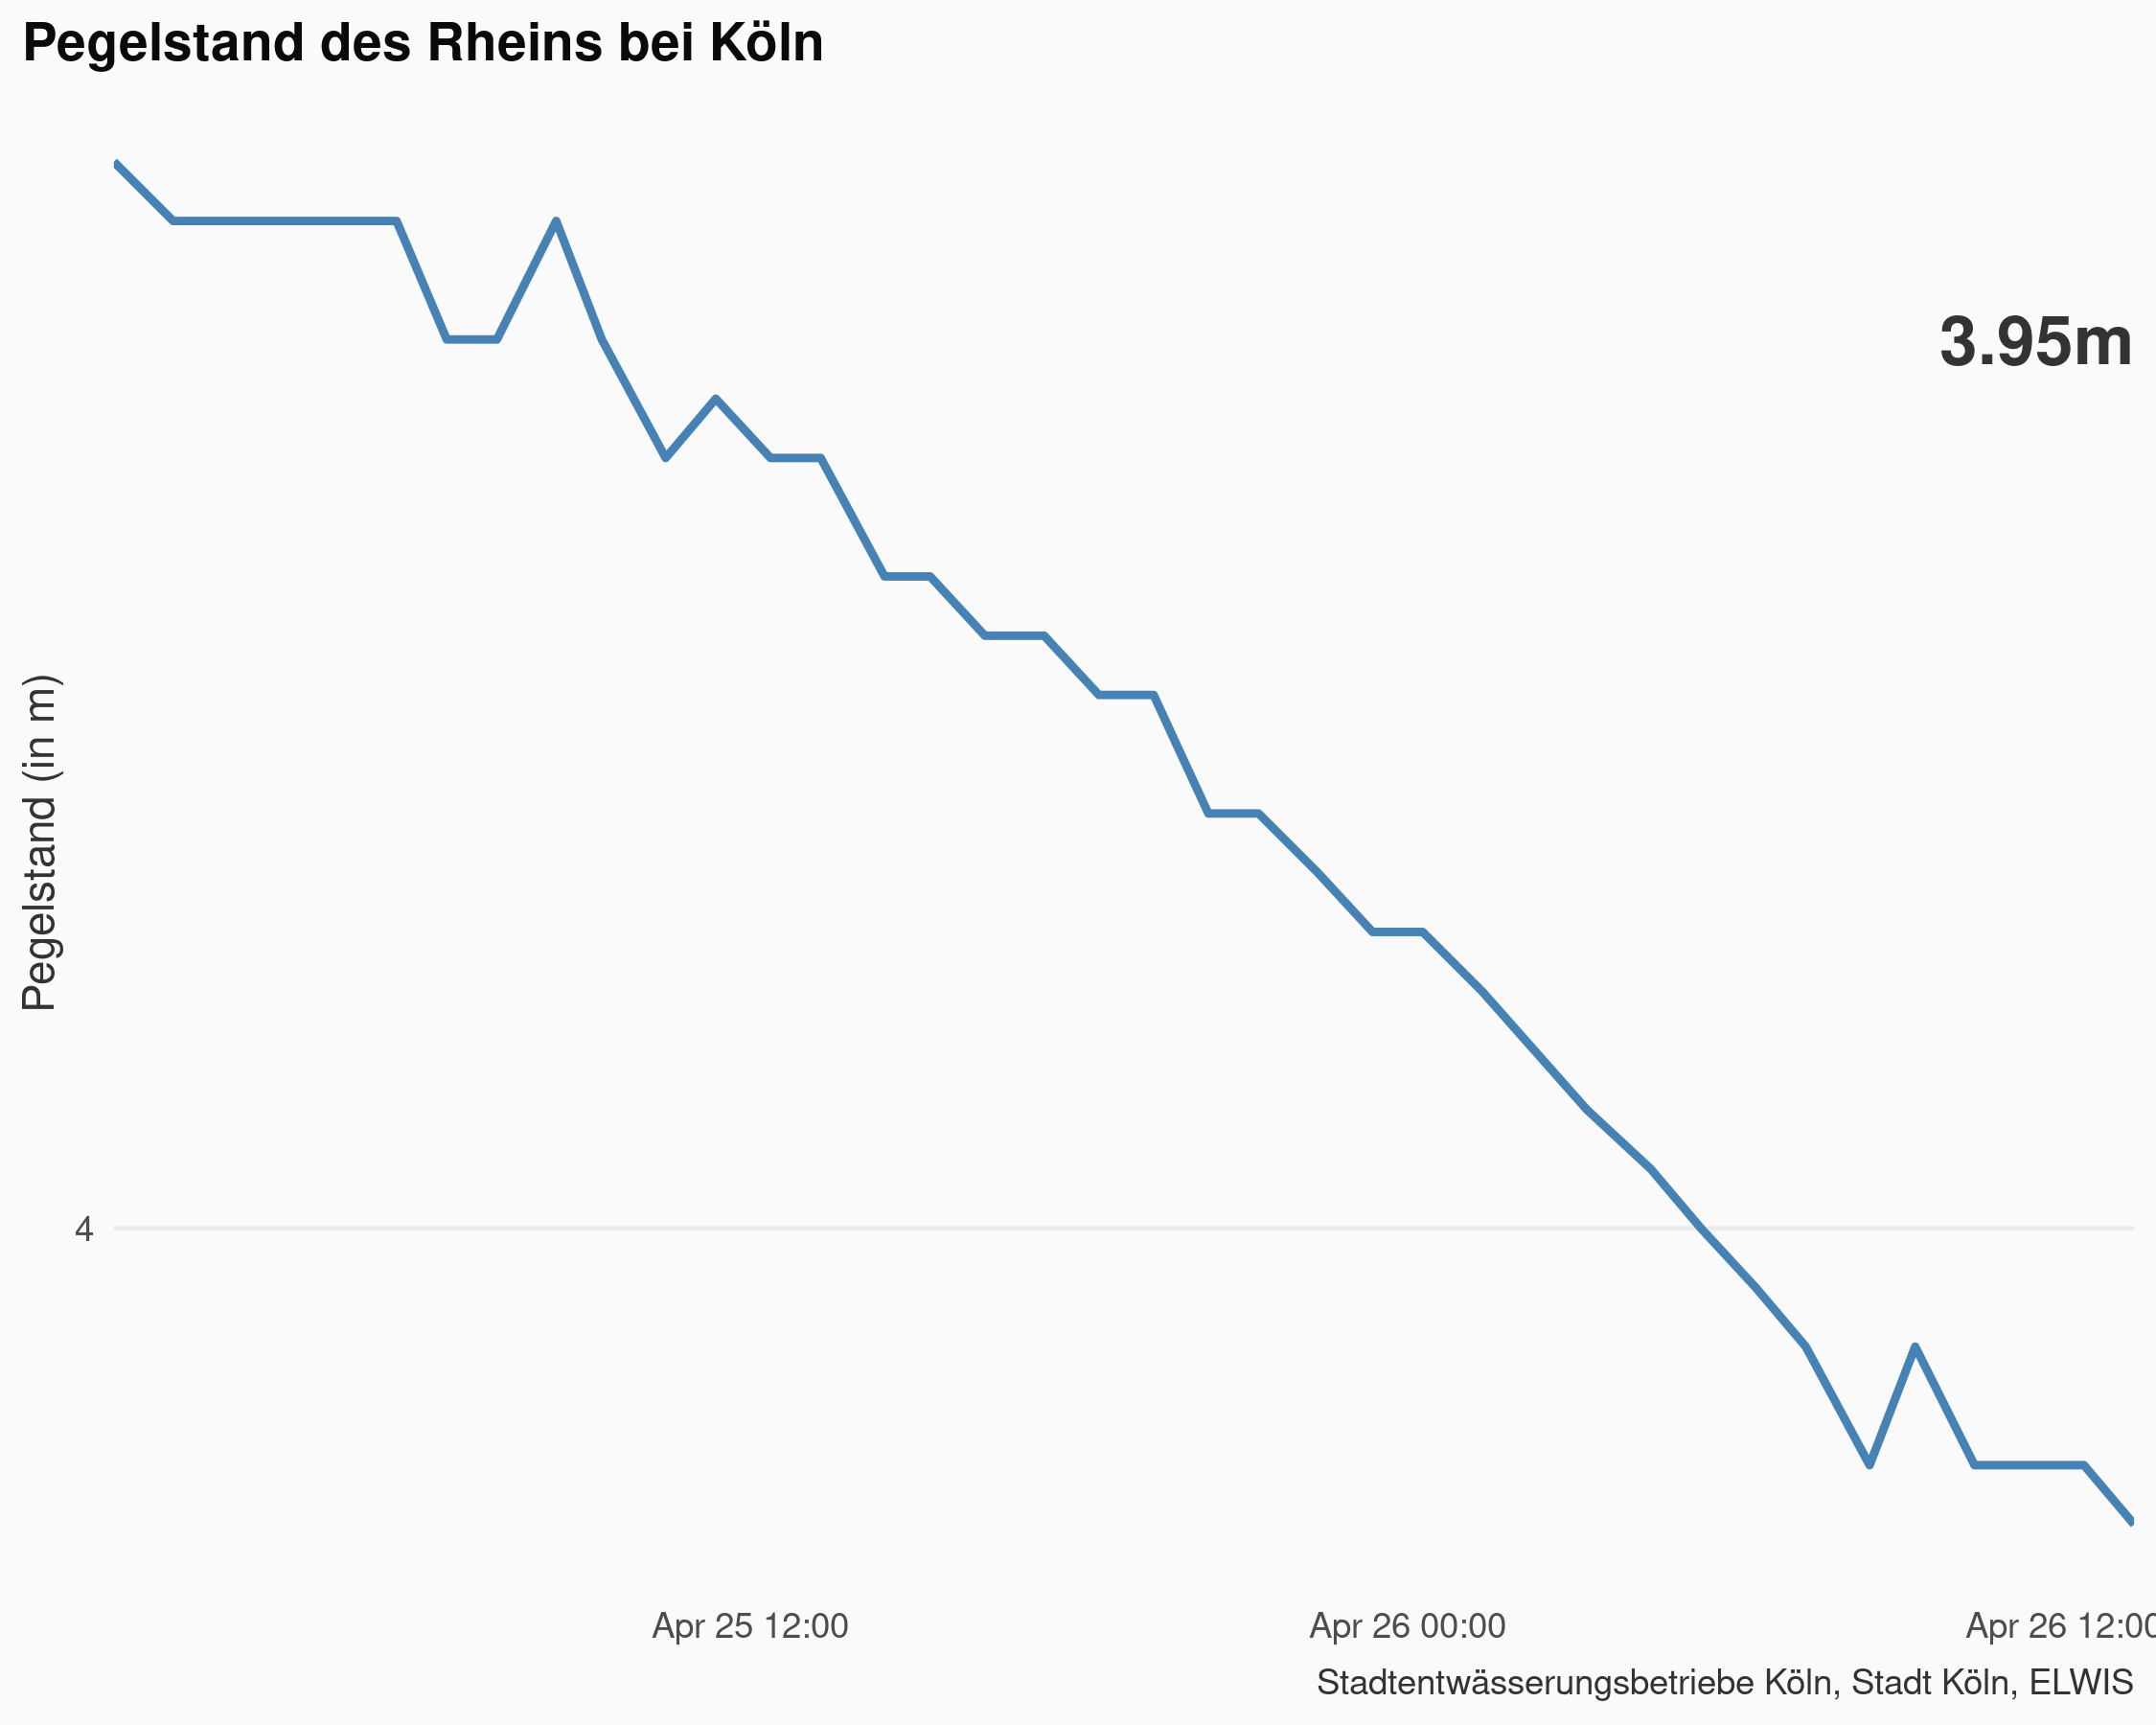 Pegelstand des Rheins bei Köln
3.95m
Pegelstand (in m)
4
Apr 25 12:00
Apr 26 00:00
Apr 26 12:00
Stadtentwässerungsbetriebe Köln, Stadt Köln, ELWIS